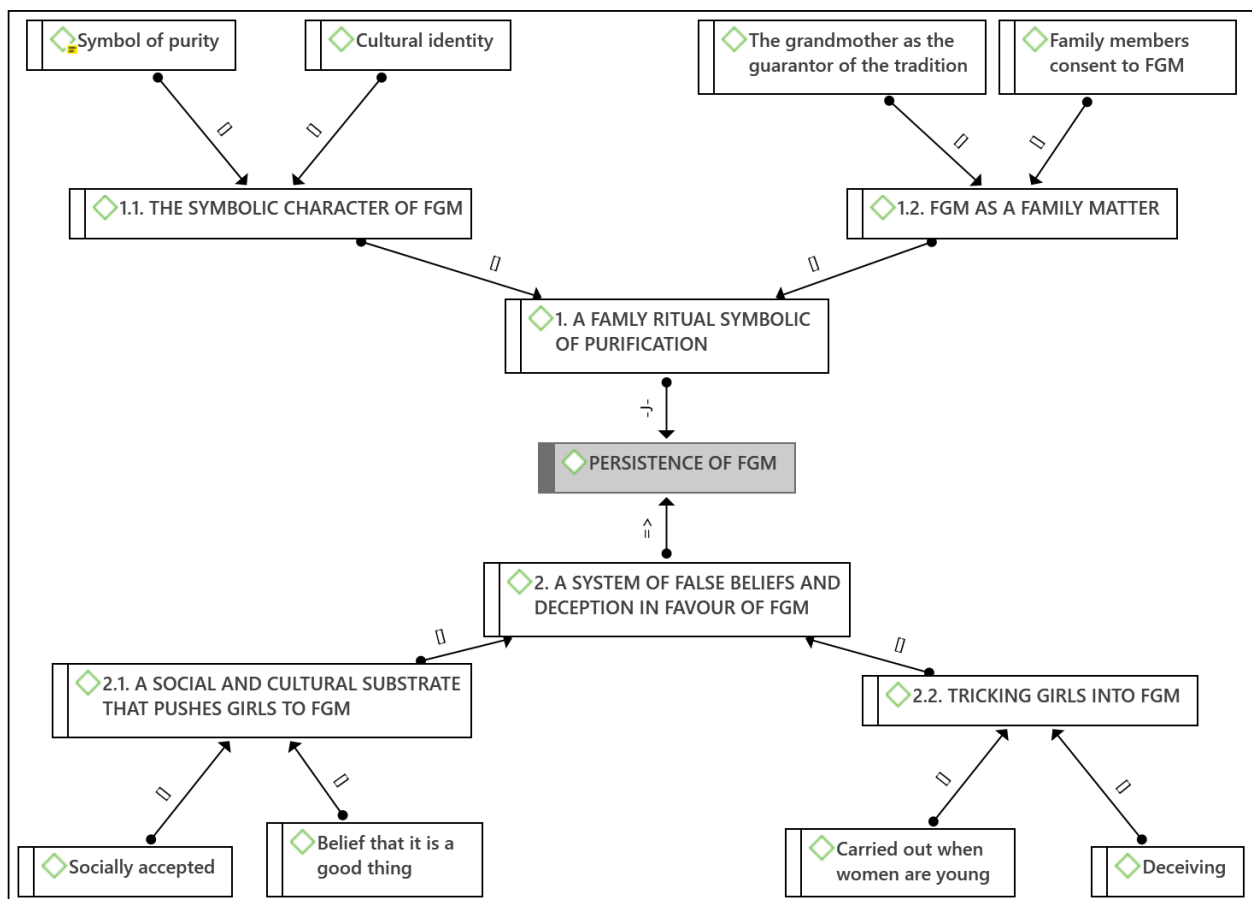 Symbol of purity
Cultural identity
The grandmother as the
guarantor of the tradition
Family members
consent to FGM
[]
[]
[]
[]
1.1. THE SYMBOLIC CHARACTER OF FGM
1.2. FGM AS A FAMILY MATTER
[]
[]
1. A FAMLY RITUAL SYMBOLIC
OF PURIFICATION
-J-
PERSISTENCE OF FGM
=>
2. A SYSTEM OF FALSE BELIEFS AND
DECEPTION IN FAVOUR OF FGM
[]
[]
2.1. A SOCIAL AND CULTURAL SUBSTRATE
THAT PUSHES GIRLS TO FGM
2.2. TRICKING GIRLS INTO FGM
[]
[]
[]
[]
Socially accepted
Belief that it is a
good thing
Carried out when
women are young
Deceiving